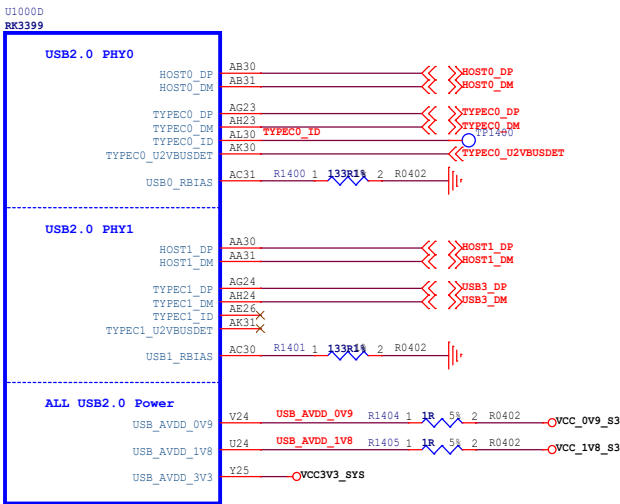 U1000D
RK3399
USB2.0 PHY0
HOST0_DP AB30 HOST0_DP
HOST0_DM AB31 HOST0_DM
TYPEC0_DP AG23 TYPEC0_DP
TYPEC0_DM AH23 TYPEC0_DM
TYPEC0_ID AL30 TYPEC0_ID TP1400
TYPEC0_U2VBUSDET AK30 TYPEC0_U2VBUSDET
USB0_RBIAS AC31 R1400 1 133R1% 2 R0402
USB2.0 PHY1
HOST1_DP AA30 HOST1_DP
HOST1_DM AA31 HOST1_DM
TYPEC1_DP AG24 USB3_DP
TYPEC1_DM AH24 USB3_DM
TYPEC1_ID AE26
TYPEC1_U2VBUSDET AK31
USB1_RBIAS AC30 R1401 1 133R1% 2 R0402
ALL USB2.0 Power
USB_AVDD_0V9 V24 USB_AVDD_0V9 R1404 1 1R 5% 2 R0402 VCC_0V9_S3
USB_AVDD_1V8 U24 USB_AVDD_1V8 R1405 1 1R 5% 2 R0402 VCC_1V8_S3
USB_AVDD_3V3 Y25 VCC3V3_SYS